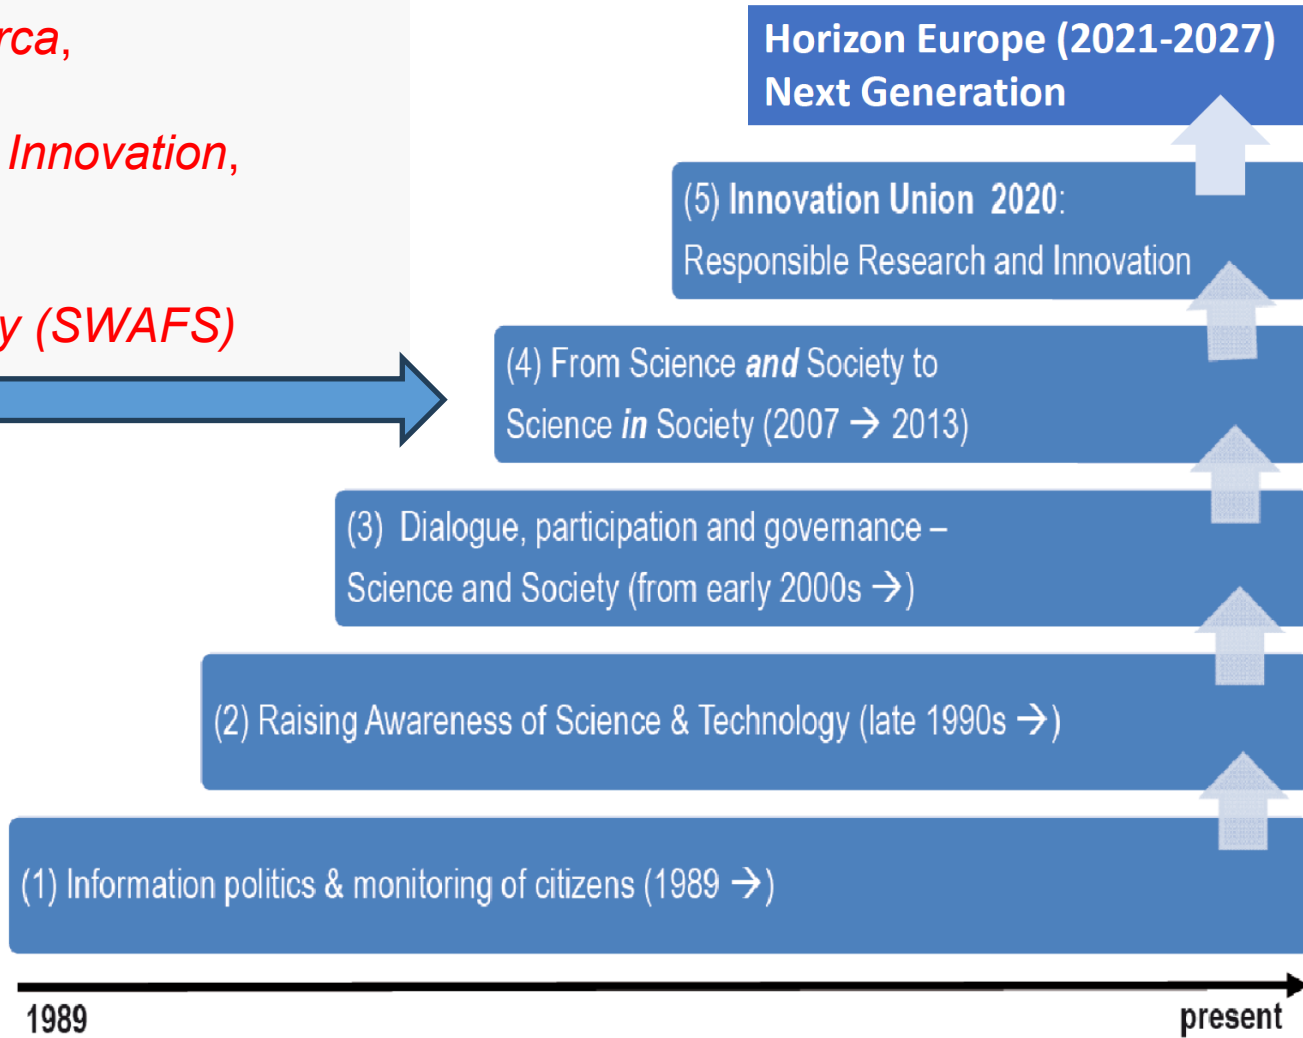 rca,
Innovation,
y (SWAFS)
Horizon Europe (2021-2027)
Next Generation
(5) Innovation Union 2020:
Responsible Research and Innovation
(4) From Science and Society to
Science in Society (2007 → 2013)
(3) Dialogue, participation and governance –
Science and Society (from early 2000s →)
(2) Raising Awareness of Science & Technology (late 1990s →)
(1) Information politics & monitoring of citizens (1989 →)
1989
present